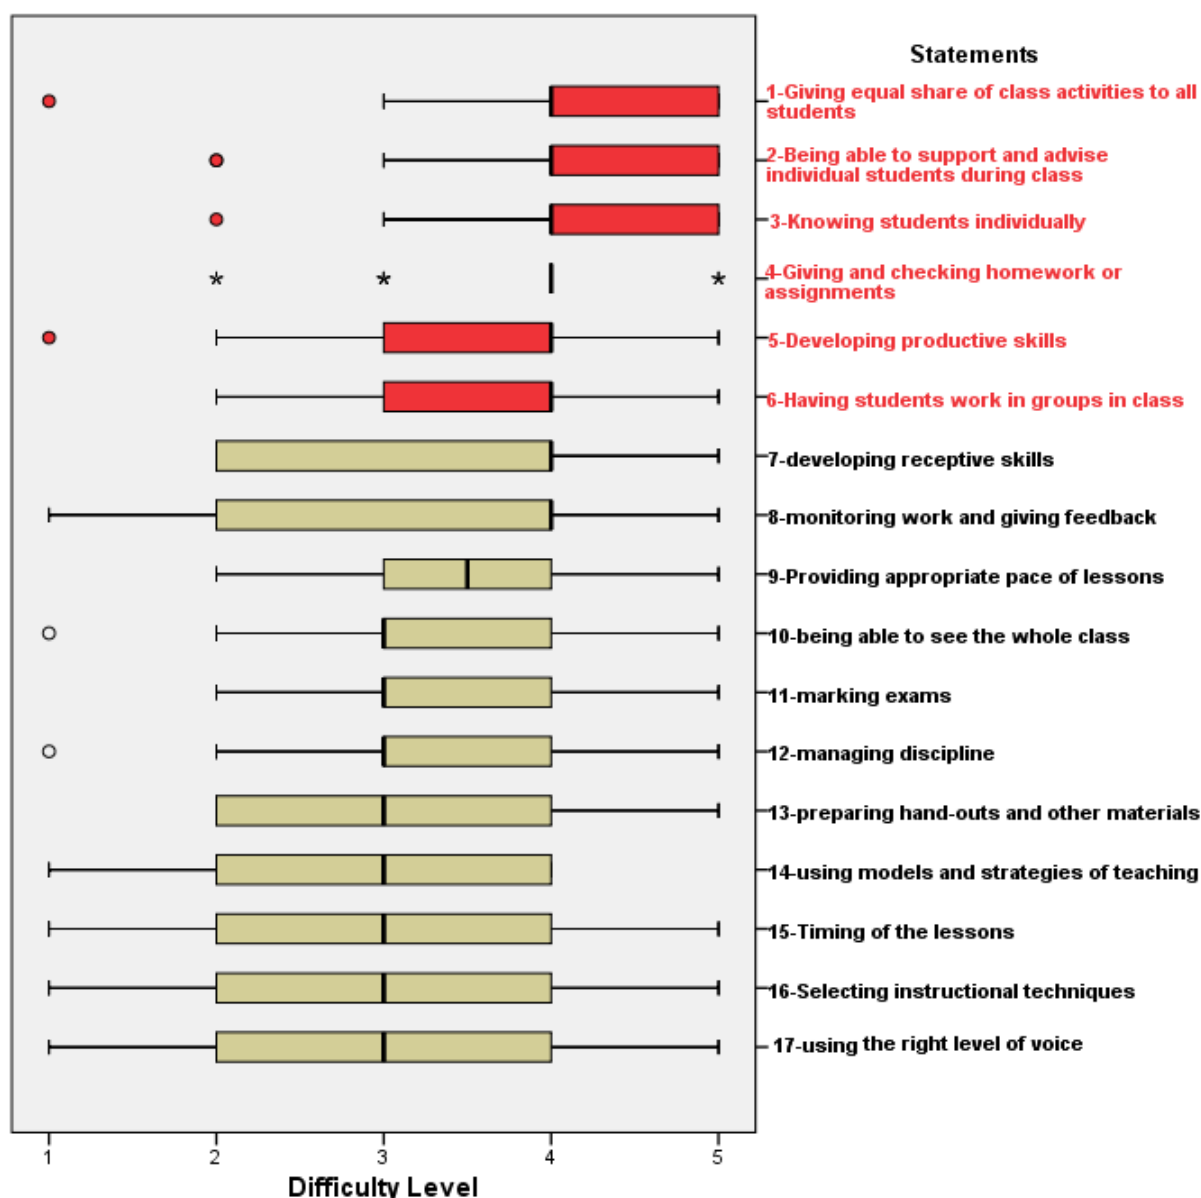 Statements
1-Giving equal share of class activities to all
students
2-Being able to support and advise
individual students during class
3-Knowing students individually
4-Giving and checking homework or
assignments
5-Developing productive skills
6-Having students work in groups in class
7-developing receptive skills
8-monitoring work and giving feedback
9-Providing appropriate pace of lessons
10-being able to see the whole class
11-marking exams
12-managing discipline
13-preparing hand-outs and other materials
14-using models and strategies of teaching
15-Timing of the lessons
16-Selecting instructional techniques
17-using the right level of voice
1 2 3 4 5
Difficulty Level